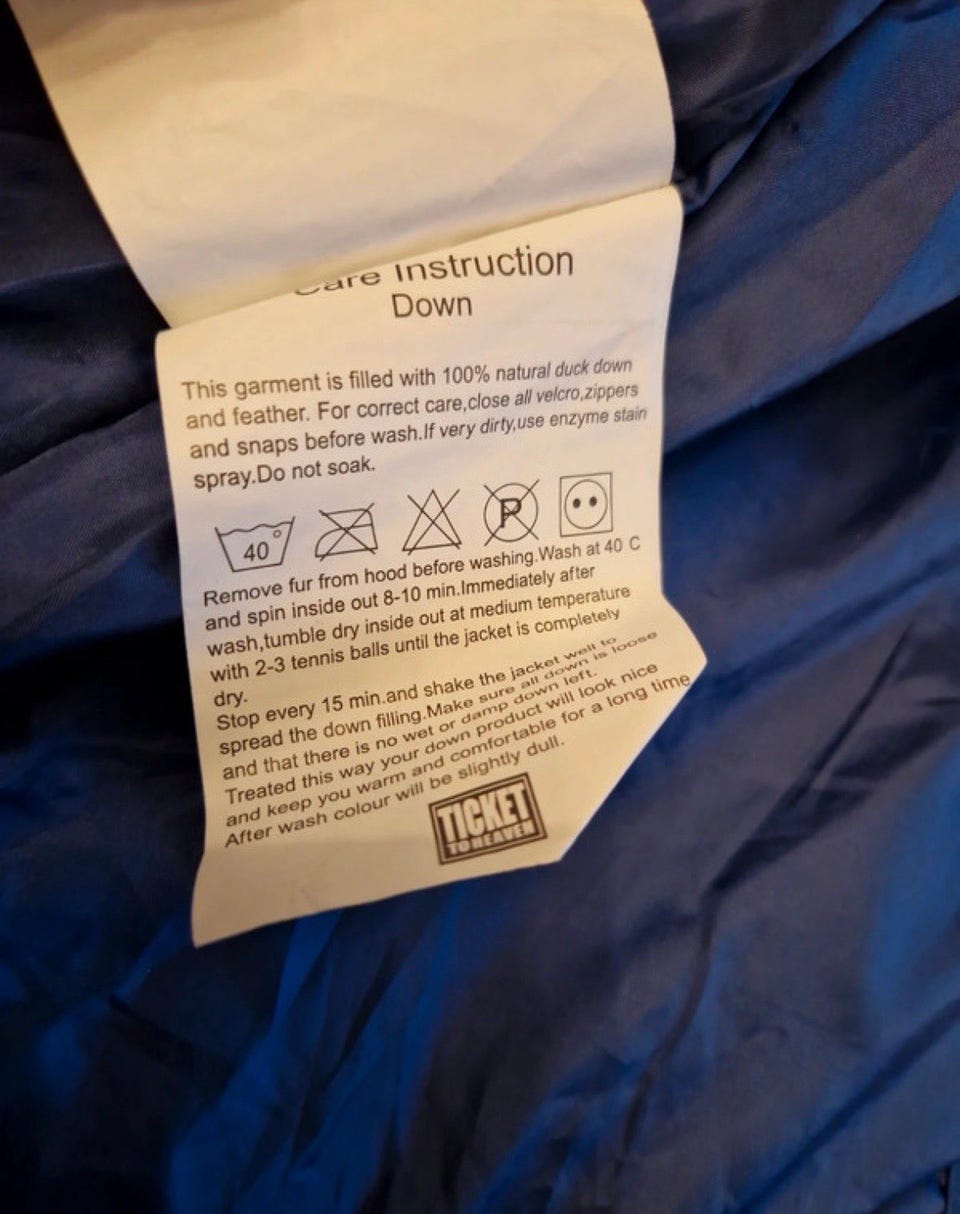 Care Instruction
Down
This garment is filled with 100% natural duck down
and feather. For correct care,close all velcro,zippers
and snaps before wash.If very dirty,use enzyme stain
spray.Do not soak.
40° P
Remove fur from hood before washing.Wash at 40 C
and spin inside out 8-10 min.Immediately after
wash,tumble dry inside out at medium temperature
with 2-3 tennis balls until the jacket is completely
dry.
Stop every 15 min.and shake the jacket well to
spread the down filling.Make sure all down is loose
and that there is no wet or damp down left.
Treated this way your down product will look nice
and keep you warm and comfortable for a long time.
After wash colour will be slightly dull.
TICKET
TO HEAVEN